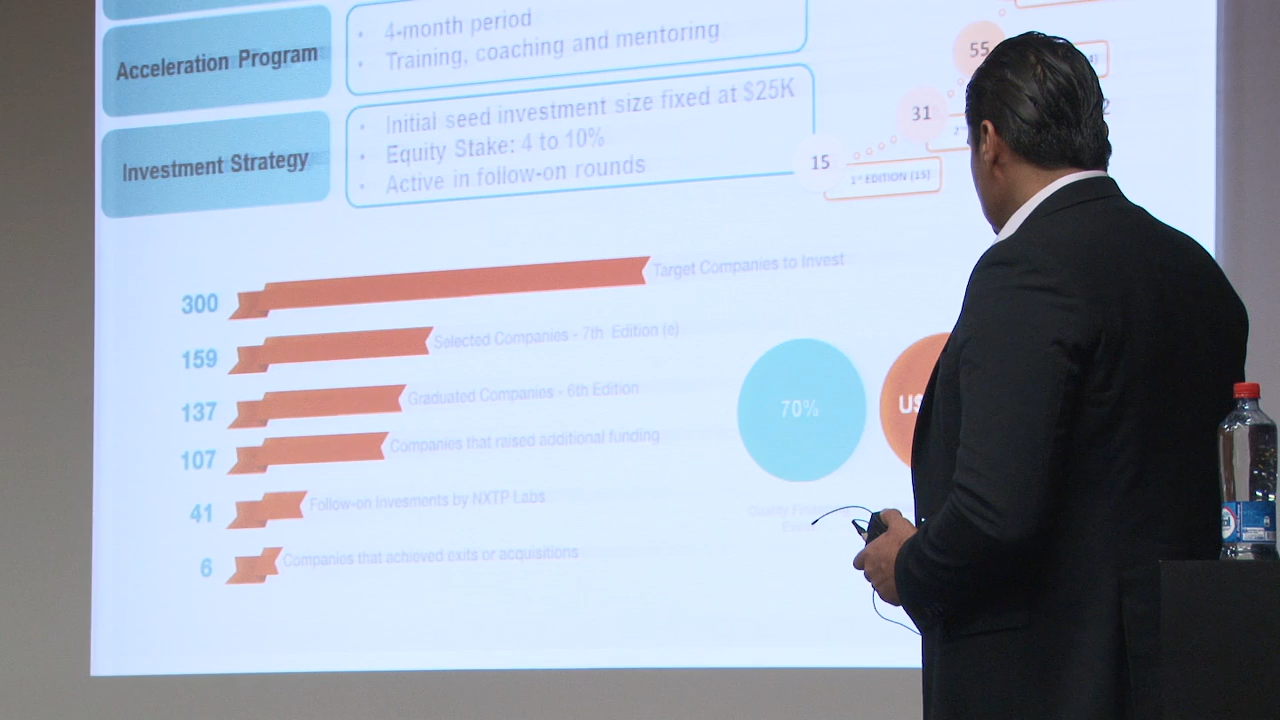 Acceleration Program
• 4-month period
• Training, coaching and mentoring
Investment Strategy
• Initial seed investment size fixed at $25K
• Equity Stake: 4 to 10%
• Active in follow-on rounds
55
31
15
1st EDITION (15)
300 Target Companies to Invest
159 Selected Companies - 7th Edition (e)
137 Graduated Companies - 6th Edition
107 Companies that raised additional funding
41 Follow-on Invesments by NXTP Labs
6 Companies that achieved exits or acquisitions
70%
US
Quality